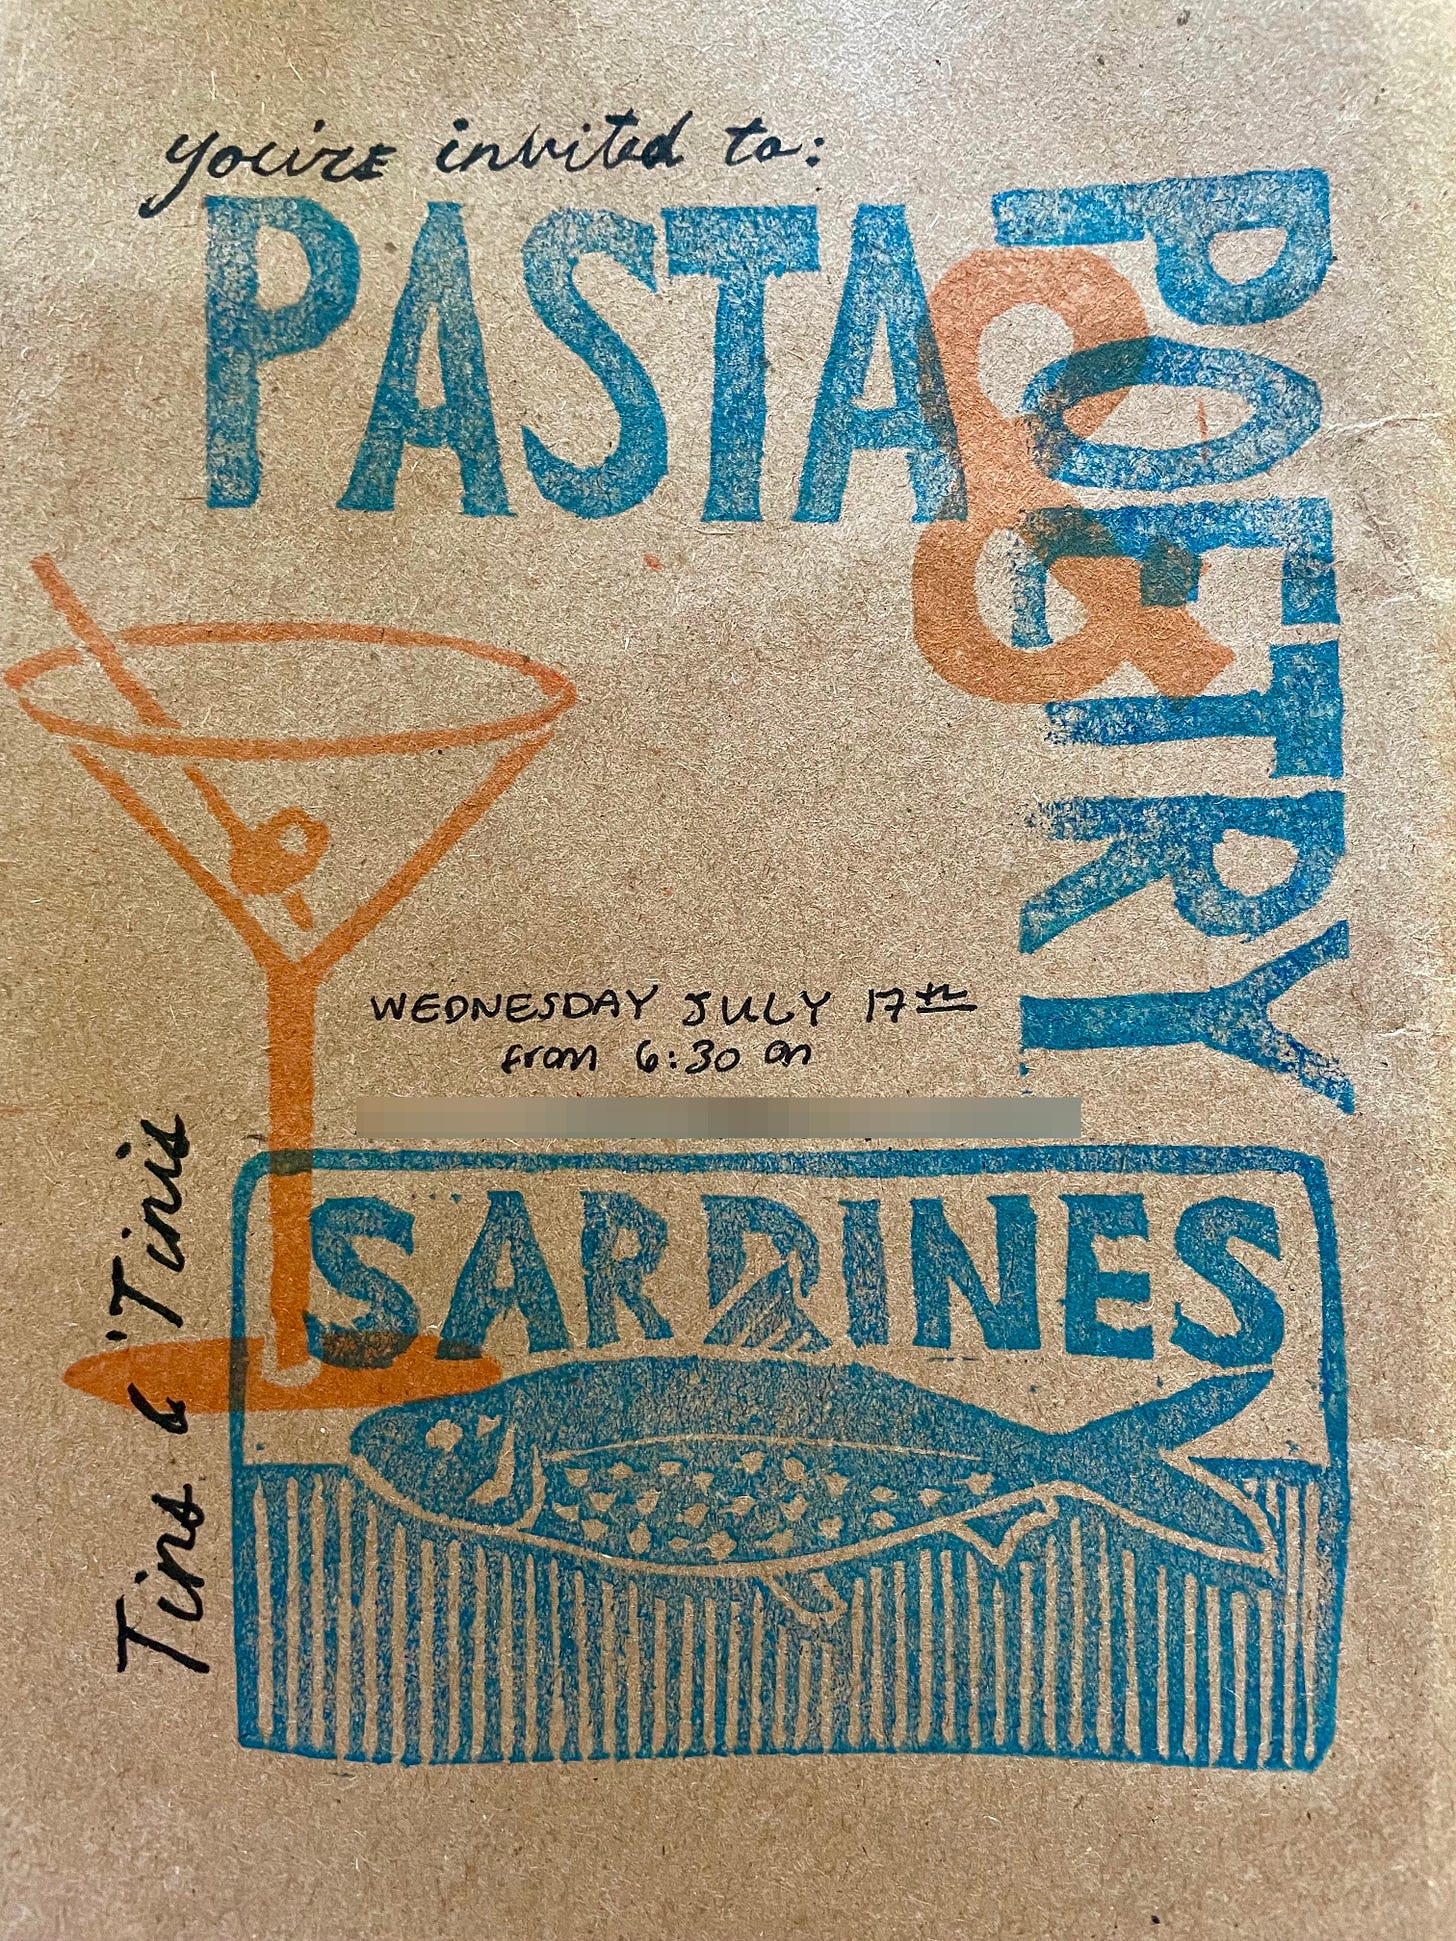 you're invited to:
PASTA
&
POETRY
WEDNESDAY JULY 17th
from 6:30 on
SARDINES
Tins & 'Tinis